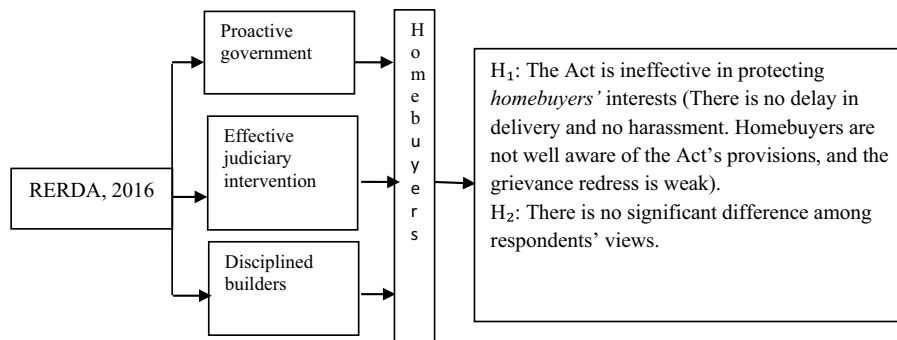 Proactive
government
Effective
judiciary
intervention
Disciplined
builders
RERDA, 2016
H
o
m
e
b
u
y
e
r
s
H₁: The Act is ineffective in protecting
homebuyers’ interests (There is no delay in
delivery and no harassment. Homebuyers are
not well aware of the Act’s provisions, and the
grievance redress is weak).
H₂: There is no significant difference among
respondents’ views.